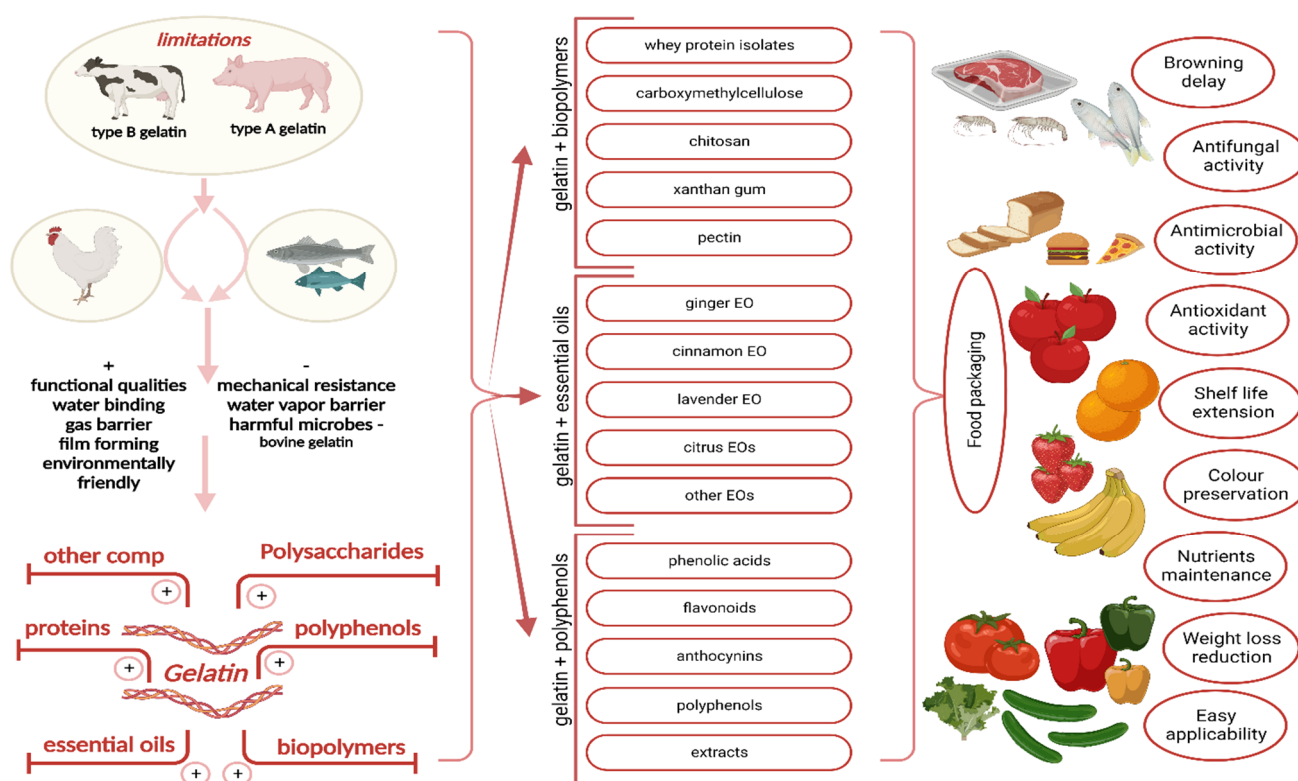 limitations
type B gelatin
type A gelatin
+
functional qualities
water binding
gas barrier
film forming
environmentally
friendly
-
mechanical resistance
water vapor barrier
harmful microbes -
bovine gelatin
other comp
Polysaccharides
+
+
proteins
polyphenols
+
Gelatin
+
essential oils
biopolymers
+
+
gelatin + biopolymers
whey protein isolates
carboxymethylcellulose
chitosan
xanthan gum
pectin
gelatin + essential oils
ginger EO
cinnamon EO
lavender EO
citrus EOs
other EOs
gelatin + polyphenols
phenolic acids
flavonoids
anthocynins
polyphenols
extracts
Food packaging
Browning
delay
Antifungal
activity
Antimicrobial
activity
Antioxidant
activity
Shelf life
extension
Colour
preservation
Nutrients
maintenance
Weight loss
reduction
Easy
applicability